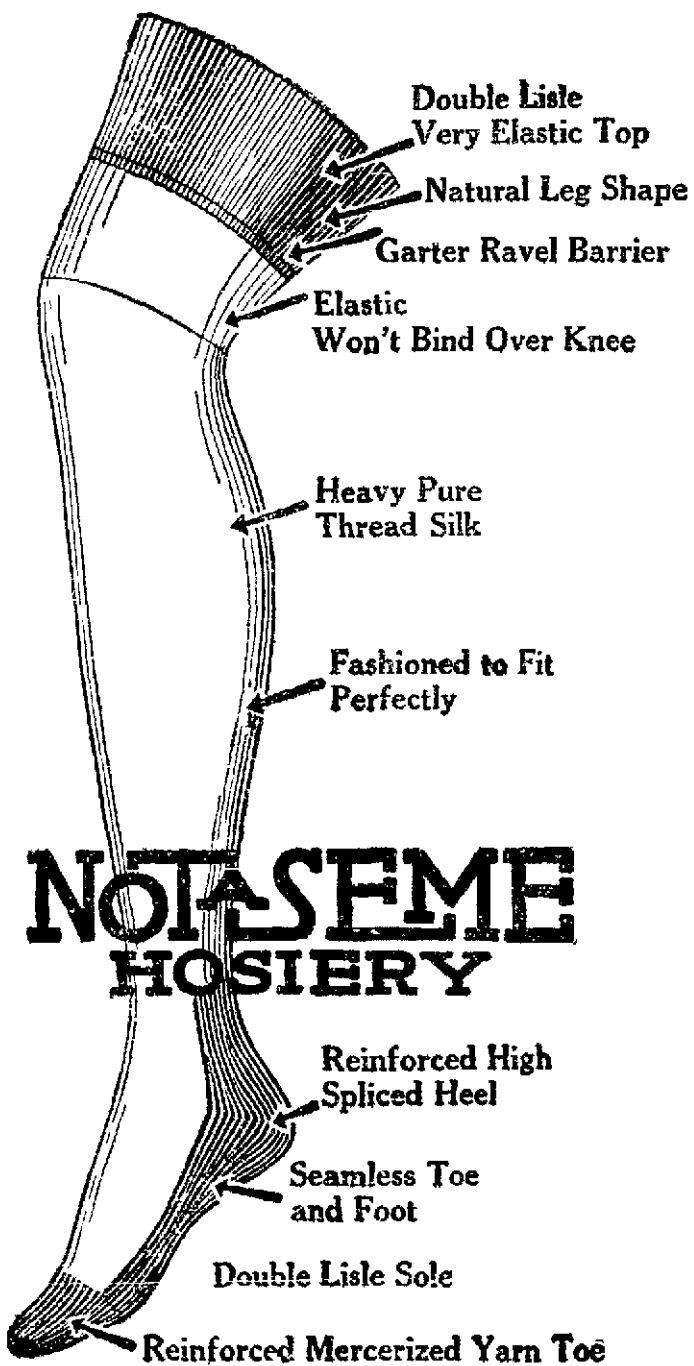 Double Lisle
Very Elastic Top
Natural Leg Shape
Garter Ravel Barrier
Elastic
Won't Bind Over Knee
Heavy Pure
Thread Silk
Fashioned to Fit
Perfectly
NOTASEME
HOSIERY
Reinforced High
Spliced Heel
Seamless Toe
and Foot
Double Lisle Sole
Reinforced Mercerized Yarn Toe